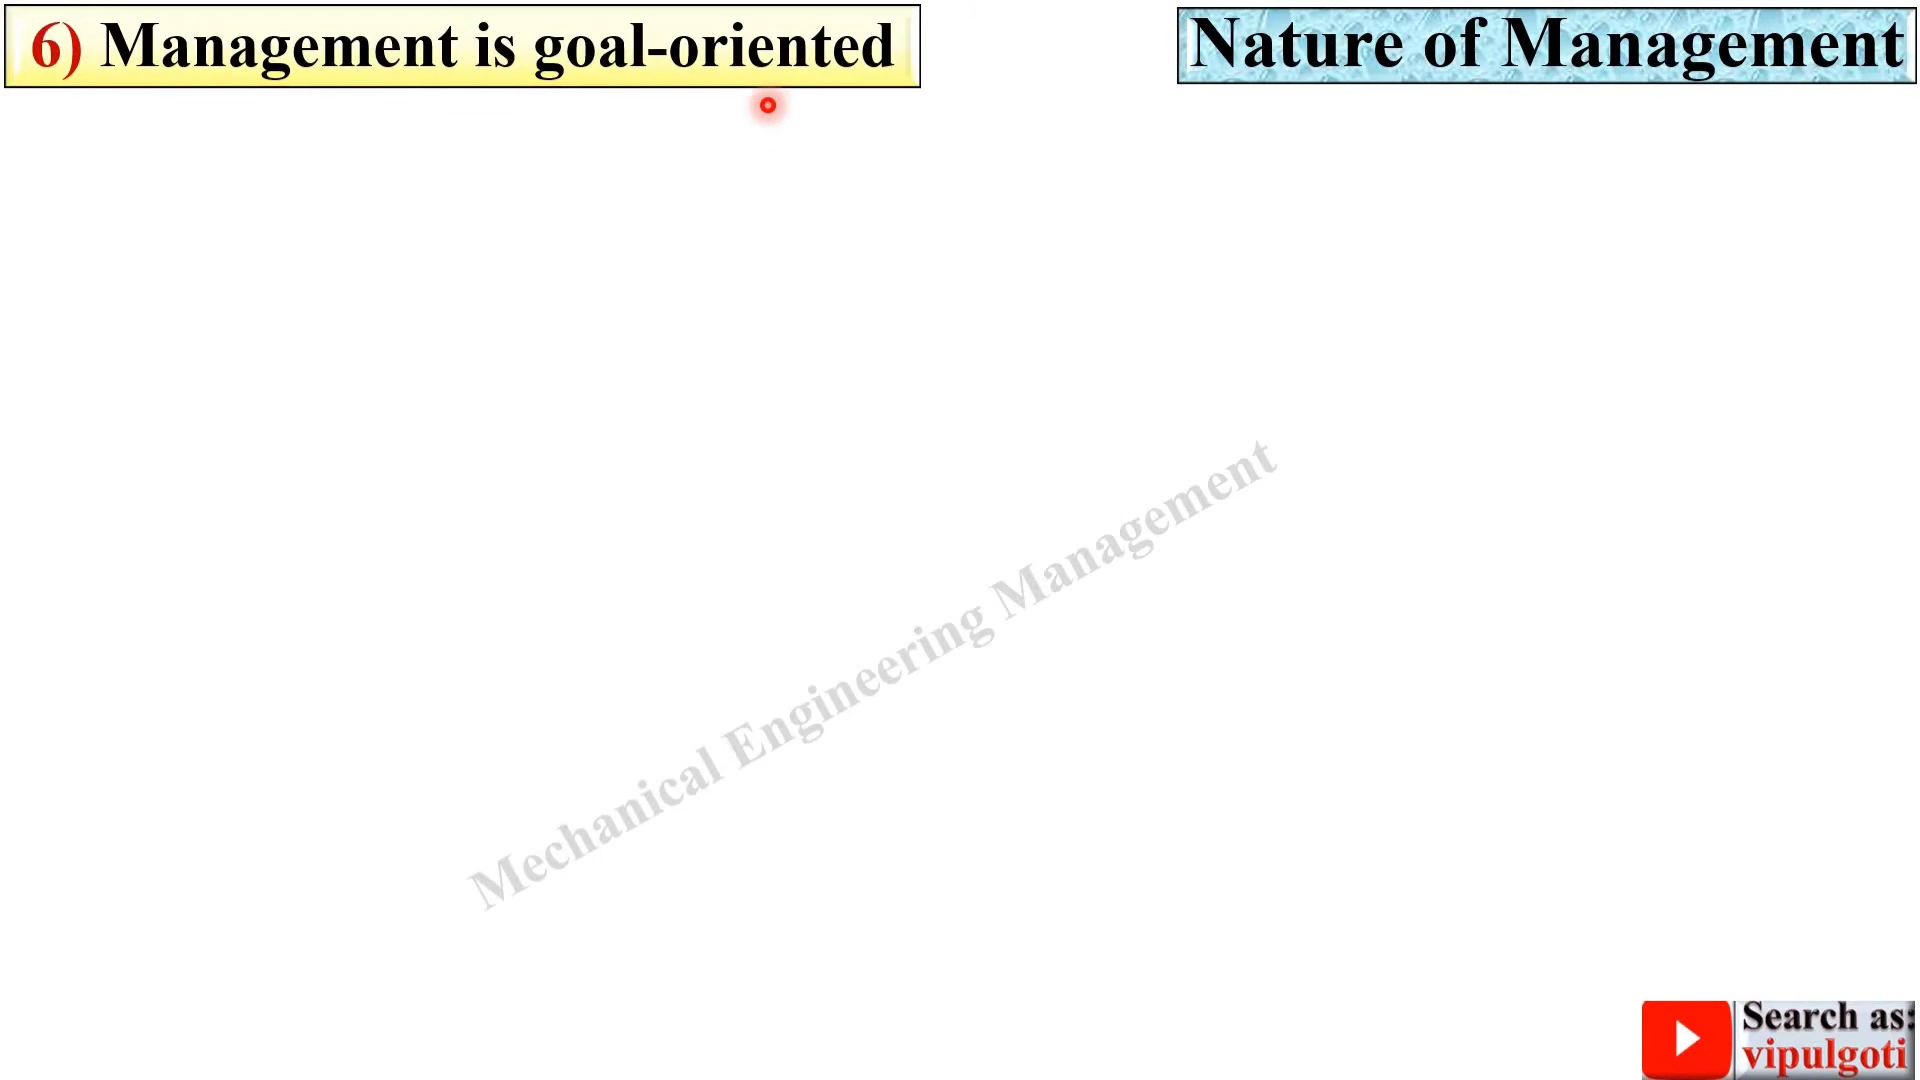 6) Management is goal-oriented
Nature of Management
Mechanical Engineering Management
Search as:
vipulgoti